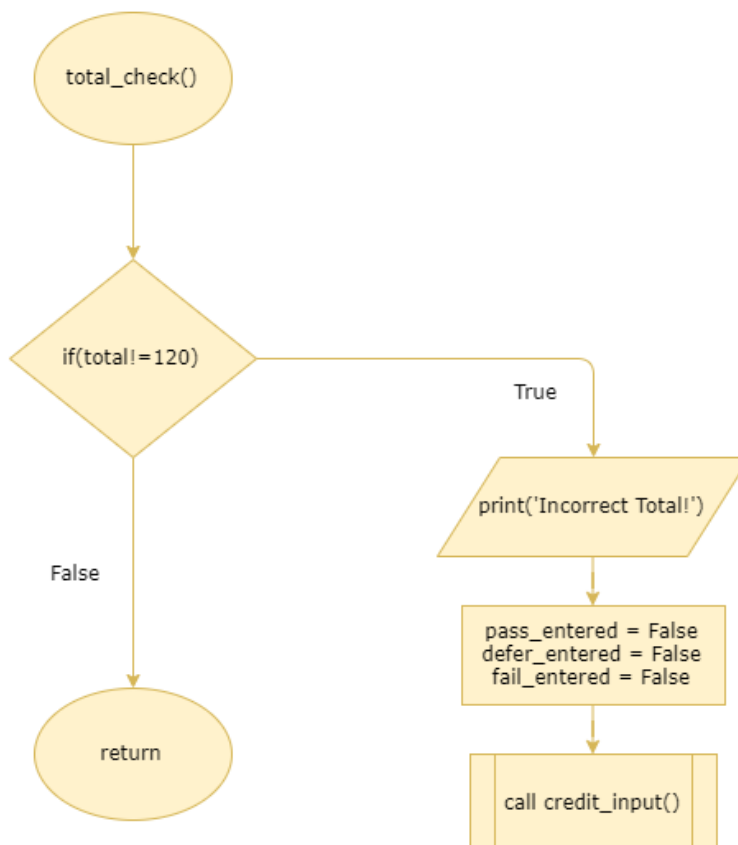 total_check()
if(total!=120)
True
print('Incorrect Total!')
False
pass_entered = False
defer_entered = False
fail_entered = False
return
call credit_input()